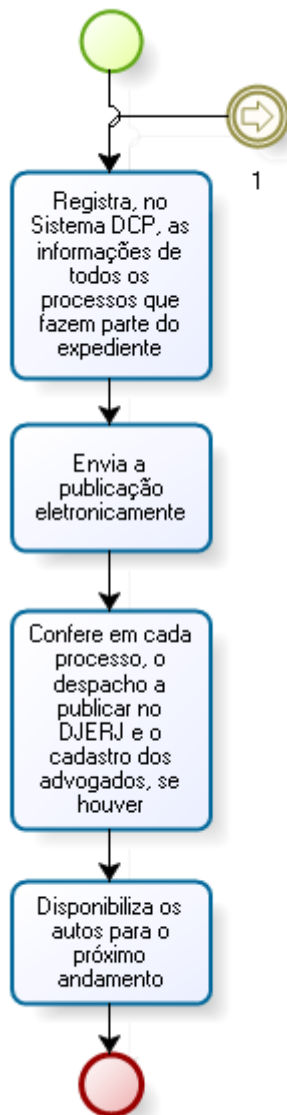 1
Registra, no
Sistema DCP, as
informações de
todos os
processos que
fazem parte do
expediente
Envia a
publicação
eletronicamente
Confere em cada
processo, o
despacho a
publicar no
DJERJ e o
cadastro dos
advogados, se
houver
Disponibiliza os
autos para o
próximo
andamento